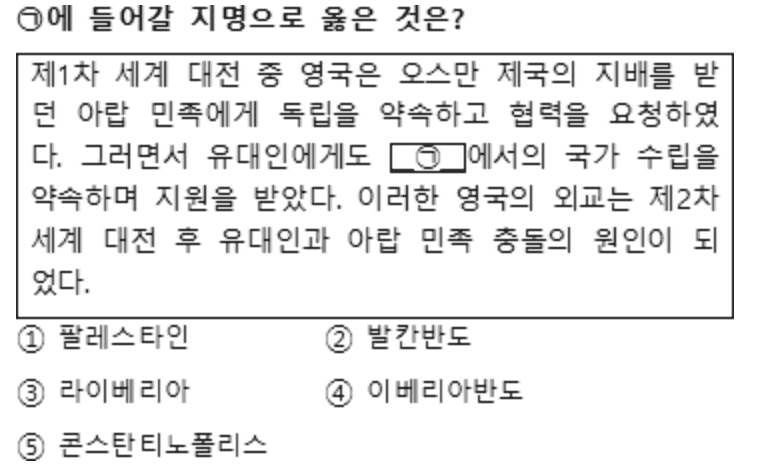 ㉠에 들어갈 지명으로 옳은 것은?
제1차 세계 대전 중 영국은 오스만 제국의 지배를 받
던 아랍 민족에게 독립을 약속하고 협력을 요청하였
다. 그러면서 유대인에게도 ㉠ 에서의 국가 수립을
약속하며 지원을 받았다. 이러한 영국의 외교는 제2차
세계 대전 후 유대인과 아랍 민족 충돌의 원인이 되
었다.
① 팔레스타인 ② 발칸반도
③ 라이베리아 ④ 이베리아반도
⑤ 콘스탄티노폴리스